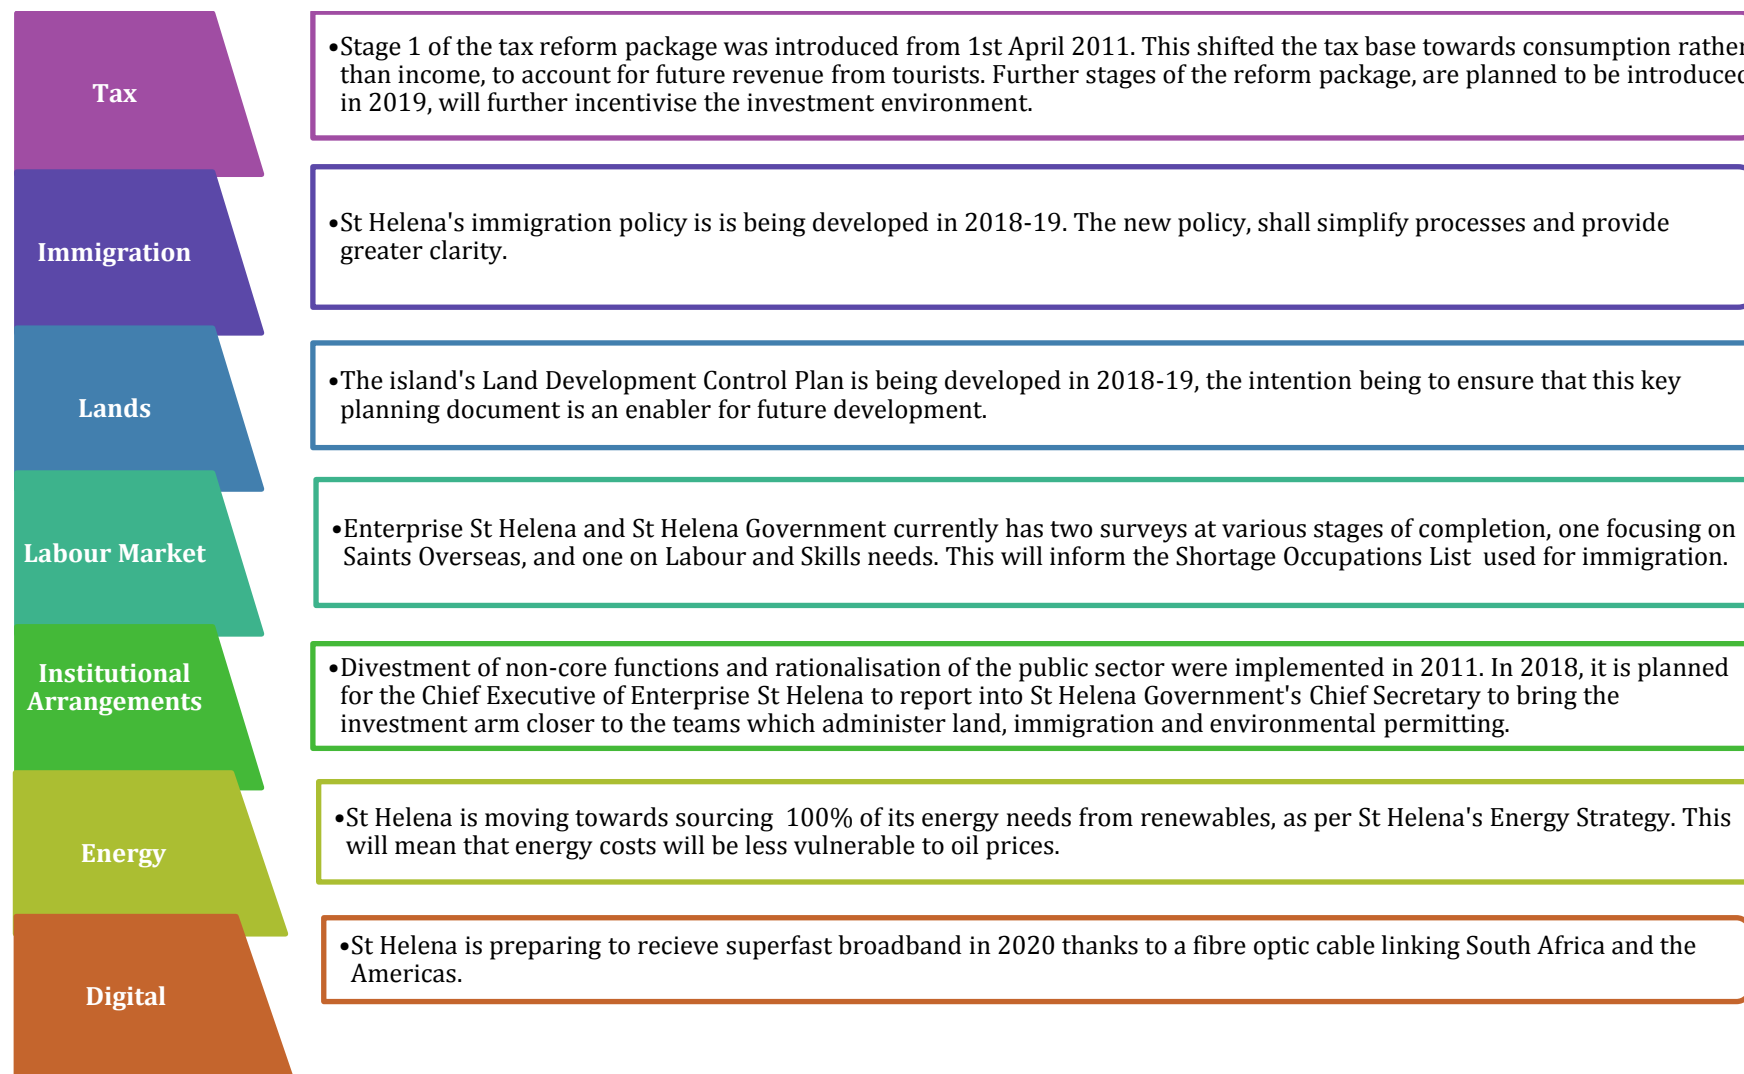 Tax
•Stage 1 of the tax reform package was introduced from 1st April 2011. This shifted the tax base towards consumption rather
than income, to account for future revenue from tourists. Further stages of the reform package, are planned to be introduced
in 2019, will further incentivise the investment environment.
Immigration
•St Helena's immigration policy is is being developed in 2018-19. The new policy, shall simplify processes and provide
greater clarity.
Lands
•The island's Land Development Control Plan is being developed in 2018-19, the intention being to ensure that this key
planning document is an enabler for future development.
Labour Market
•Enterprise St Helena and St Helena Government currently has two surveys at various stages of completion, one focusing on
Saints Overseas, and one on Labour and Skills needs. This will inform the Shortage Occupations List  used for immigration.
Institutional
Arrangements
•Divestment of non-core functions and rationalisation of the public sector were implemented in 2011. In 2018, it is planned
for the Chief Executive of Enterprise St Helena to report into St Helena Government's Chief Secretary to bring the
investment arm closer to the teams which administer land, immigration and environmental permitting.
Energy
•St Helena is moving towards sourcing  100% of its energy needs from renewables, as per St Helena's Energy Strategy. This
will mean that energy costs will be less vulnerable to oil prices.
Digital
•St Helena is preparing to recieve superfast broadband in 2020 thanks to a fibre optic cable linking South Africa and the
Americas.